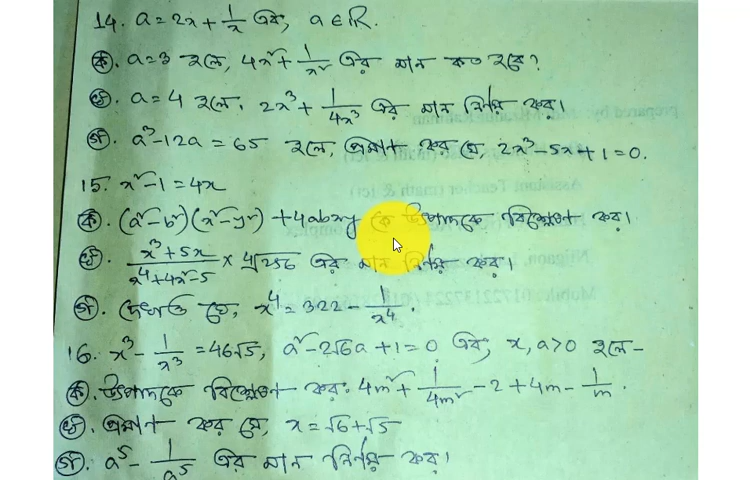 14. a = 2x + 1/x এবং, a ∈ ℝ.
ক. a=3 হলে, 4x² + 1/x² এর মান কত হবে?
খ. a = 4 হলে, 2x³ + 1/4x³ এর মান নির্ণয় কর।
গ. a³-12a = 65 হলে, প্রমাণ কর যে, 2x³-5x+1=0.
15. x²-1 = 4x
ক. (a²-b²)(x²-y²) +4abxy কে উৎপাদকে বিশ্লেষণ কর।
খ. x³+5x / x⁴+4x²-5 × ⁴√256 এর মান নির্ণয় কর।
গ. দেখাও যে, x⁴ = 322 - 1/x⁴.
16. x³ - 1/x³ = 46√5, a²-2√6a+1=0 এবং, x,a>0 হলে-
ক. উৎপাদকে বিশ্লেষণ কর: 4m² + 1/4m² -2+4m - 1/m.
খ. প্রমাণ কর যে, x = √6+√5
গ. a⁵ - 1/a⁵ এর মান নির্ণয় কর।